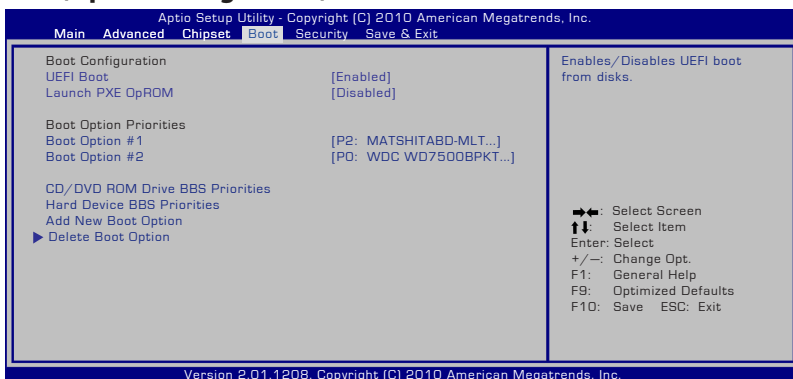 Aptio Setup Utility - Copyright (C) 2010 American Megatrends, Inc.
Main Advanced Chipset Boot Security Save & Exit
Boot Configuration
UEFI Boot [Enabled]
Launch PXE OpROM [Disabled]
Boot Option Priorities
Boot Option #1 [P2: MATSHITABD-MLT...]
Boot Option #2 [P0: WDC WD7500BPKT...]
CD/DVD ROM Drive BBS Priorities
Hard Device BBS Priorities
Add New Boot Option
Delete Boot Option
Enables/Disables UEFI boot
from disks.
→←: Select Screen
↑↓: Select Item
Enter: Select
+/—: Change Opt.
F1: General Help
F9: Optimized Defaults
F10: Save ESC: Exit
Version 2.01.1208. Copyright (C) 2010 American Megatrends, Inc.